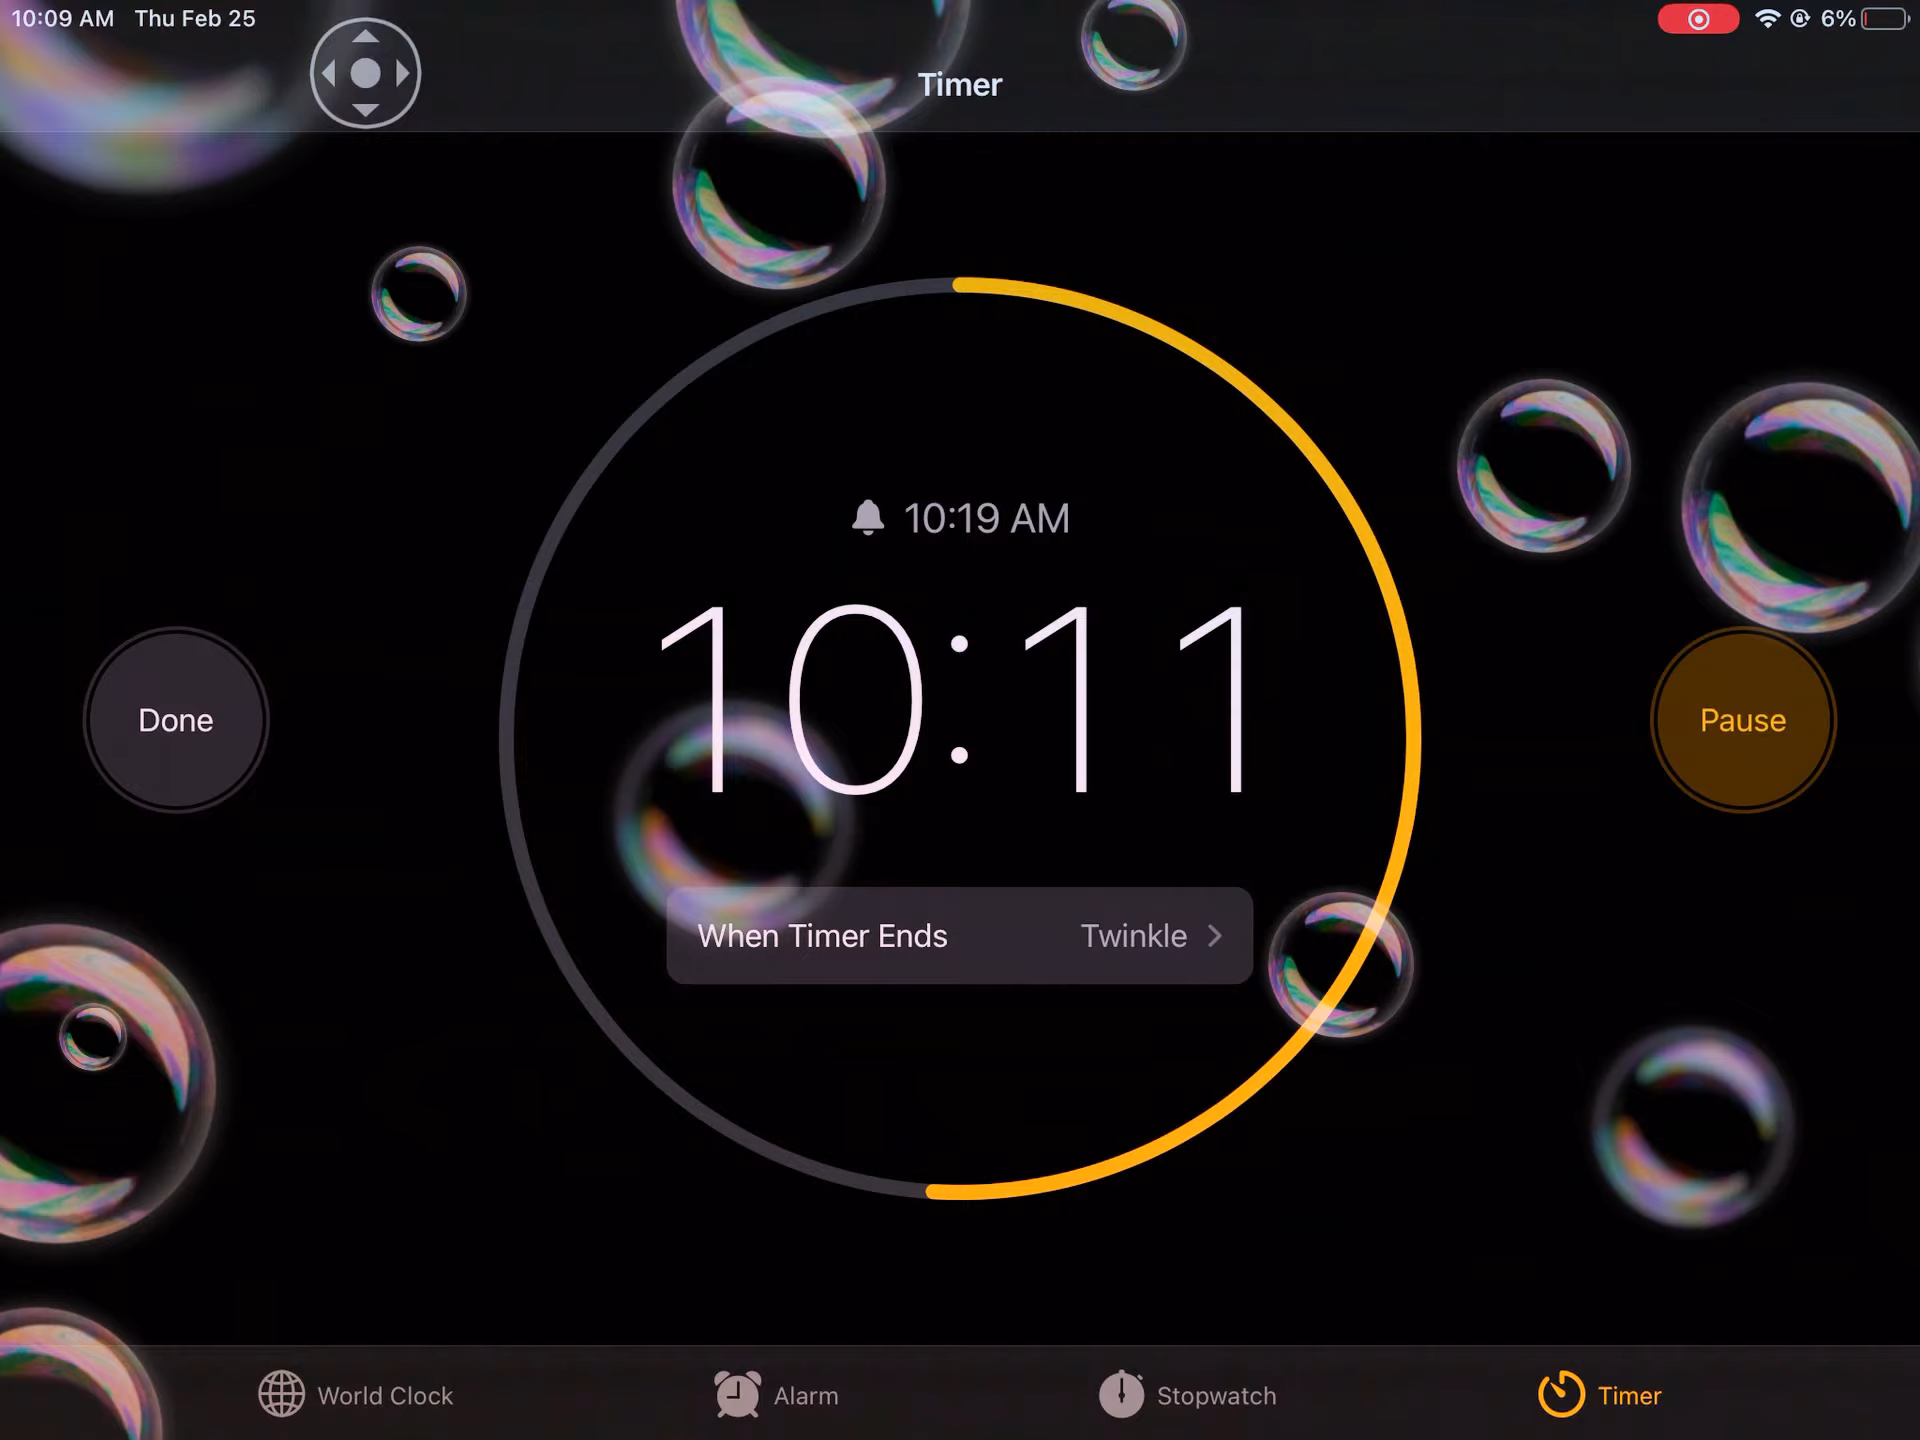 10:09 AM Thu Feb 25
6%
Timer
10:19 AM
10:11
Done
Pause
When Timer Ends Twinkle
World Clock
Alarm
Stopwatch
Timer